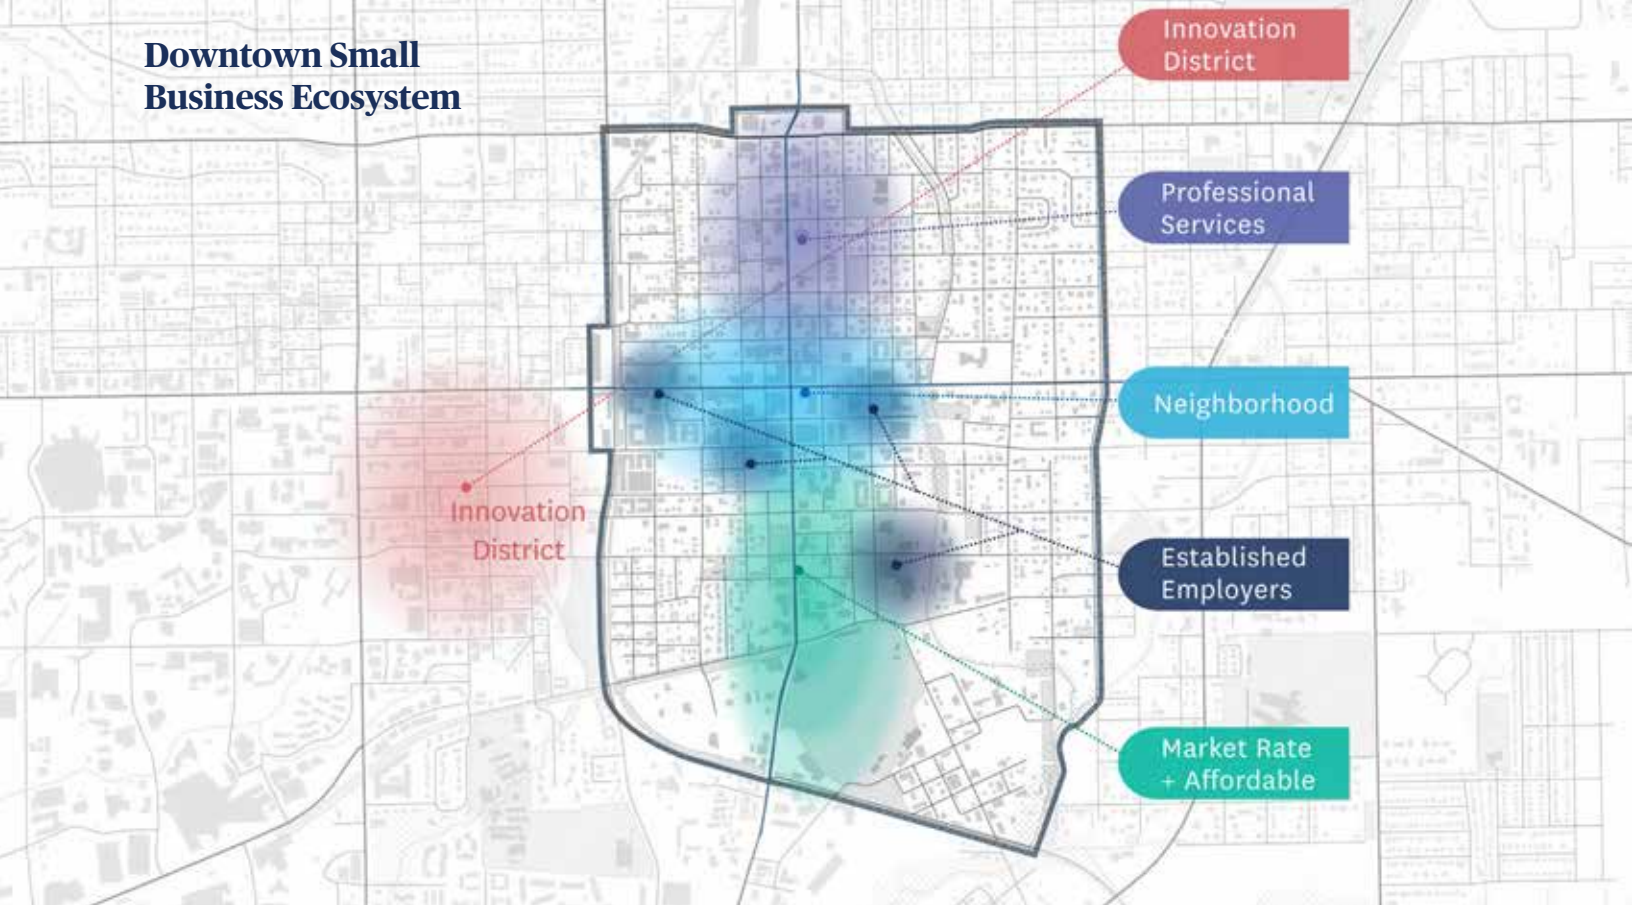 Downtown Small
Business Ecosystem
Innovation
District
Professional
Services
Neighborhood
Innovation
District
Established
Employers
Market Rate
+ Affordable